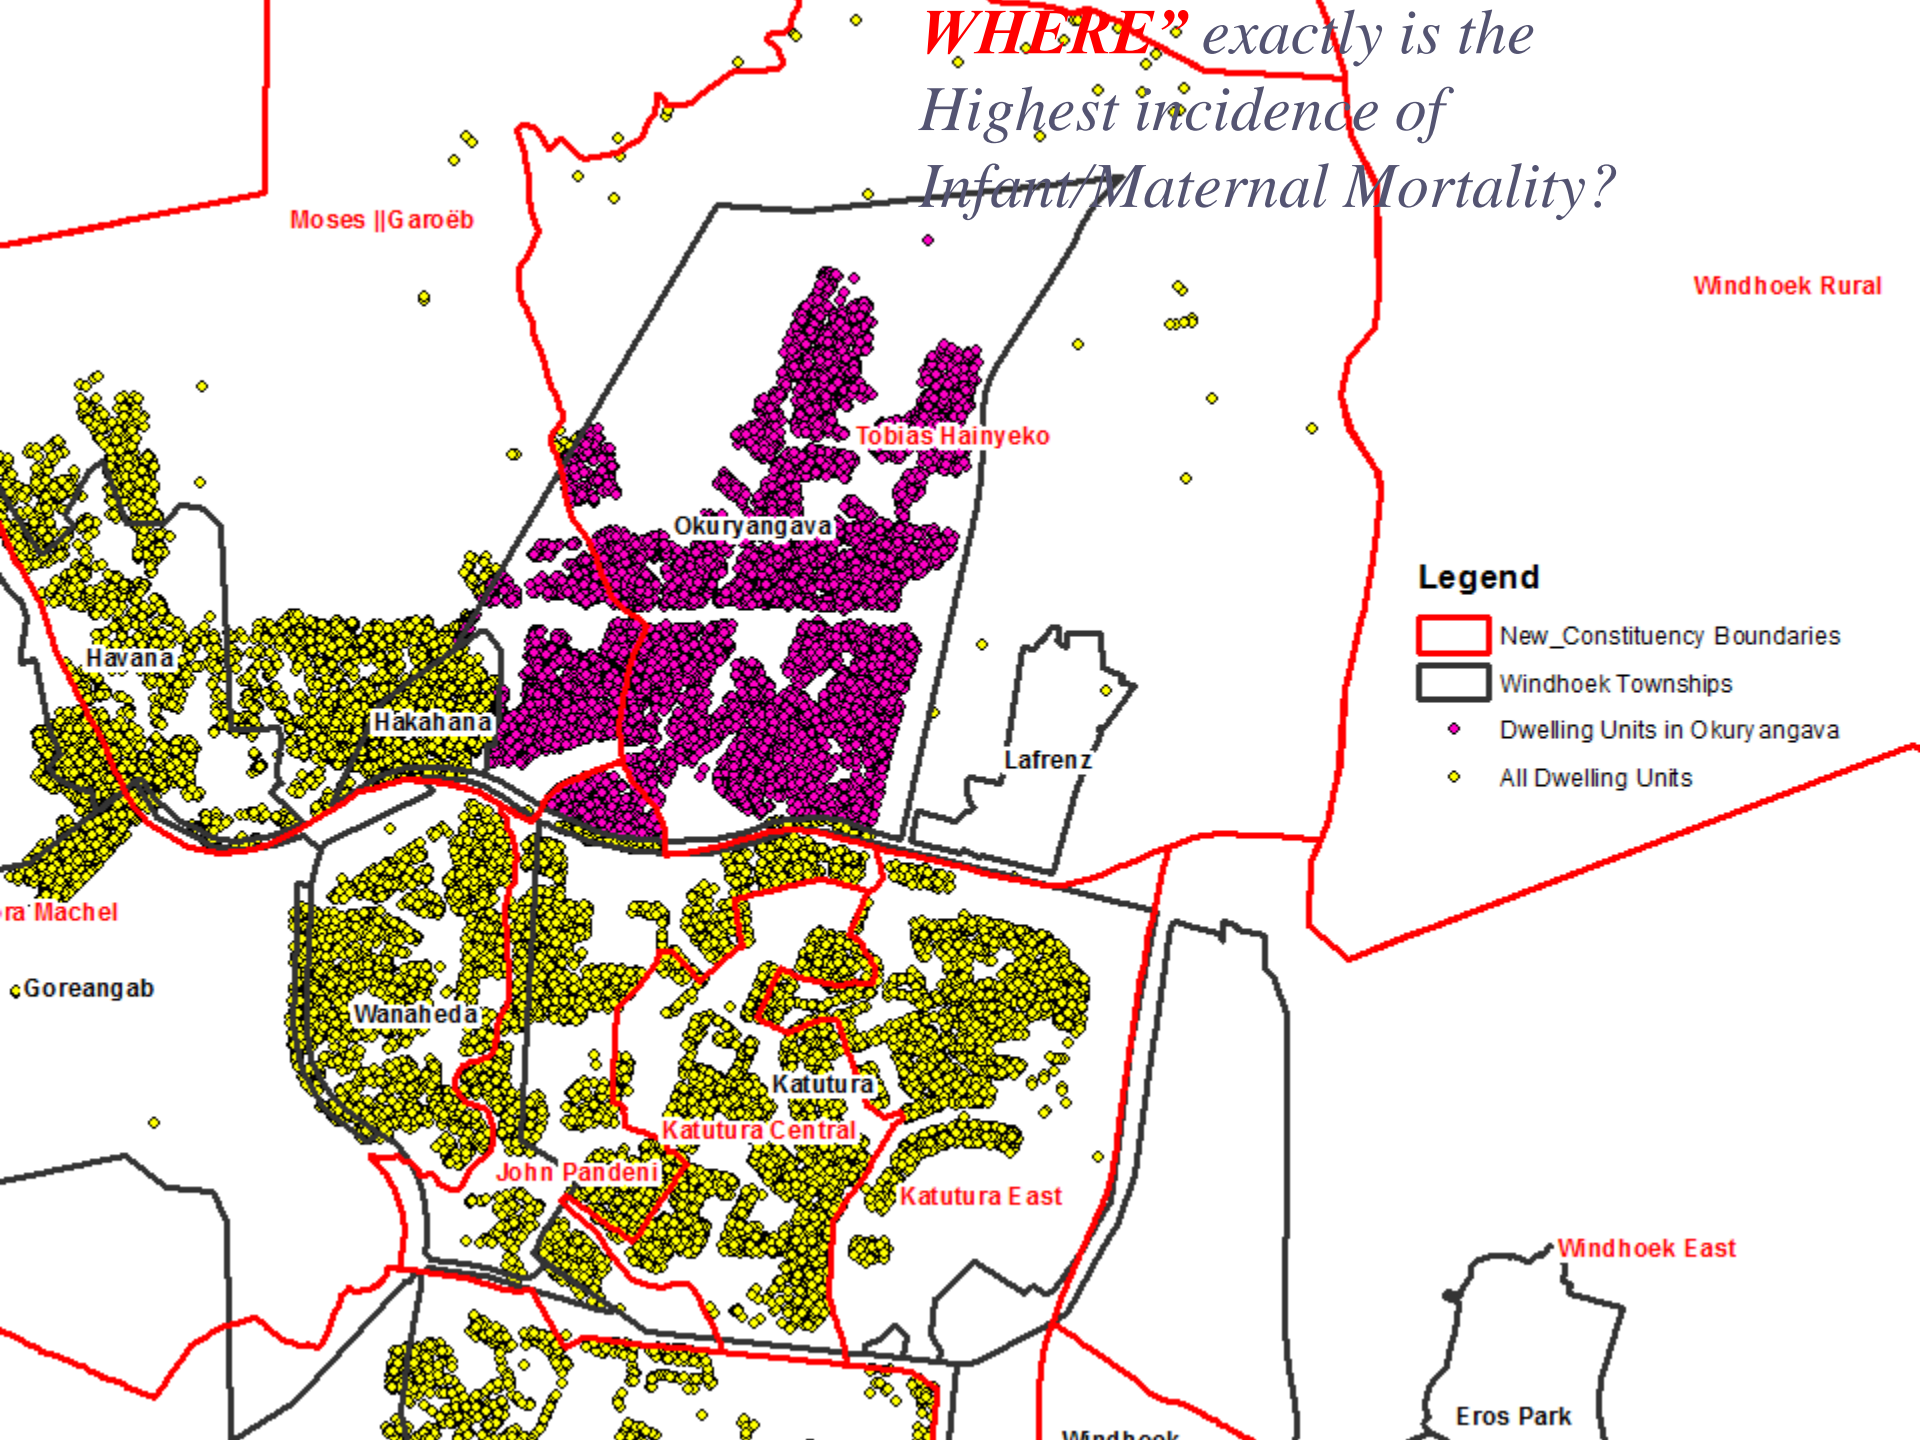 WHERE” exactly is the
Highest incidence of
Infant/Maternal Mortality?
Moses ||Garoëb
Windhoek Rural
Tobias Hainyeko
Okuryangava
Legend
New_Constituency Boundaries
Windhoek Townships
Dwelling Units in Okuryangava
All Dwelling Units
Havana
Hakahana
Lafrenz
ra Machel
Goreangab
Wanaheda
Katutura
Katutura Central
John Pandeni
Katutura East
Windhoek East
Eros Park
Windhoek